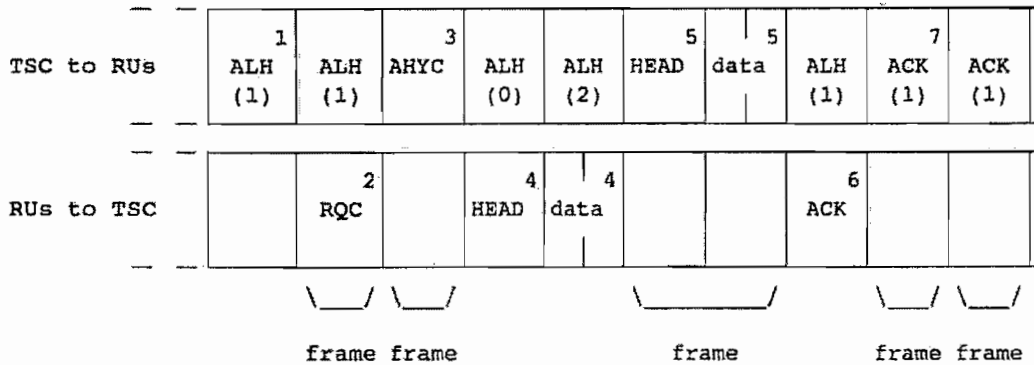 1 3 5 5 7
TSC to RUs ALH ALH AHYC ALH ALH HEAD data ALH ACK ACK
(1) (1) (0) (2) (1) (1) (1)
2 4 4 6
RUs to TSC RQC HEAD data ACK
frame frame frame frame frame